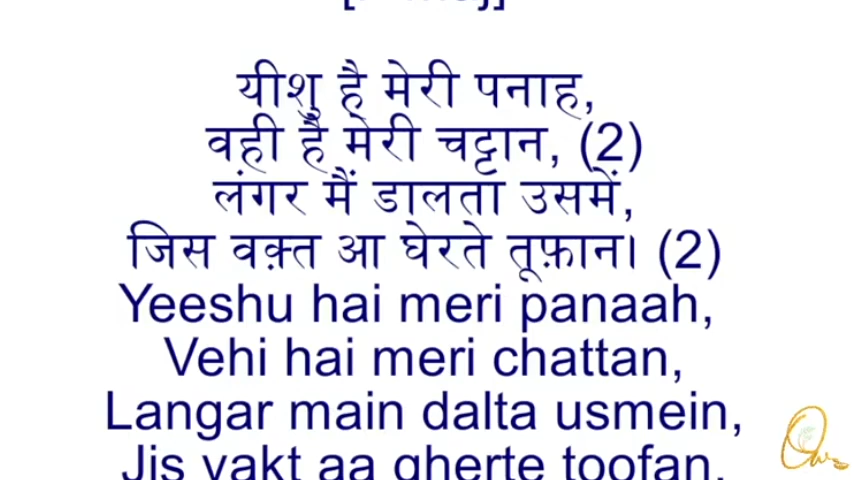 यीशु है मेरी पनाह,
वही है मेरी चट्टान, (2)
लंगर मैं डालता उसमें,
जिस वक़्त आ घेरते तूफ़ान। (2)
Yeeshu hai meri panaah,
Vehi hai meri chattan,
Langar main dalta usmein,
Jis vakt aa gherte toofan,